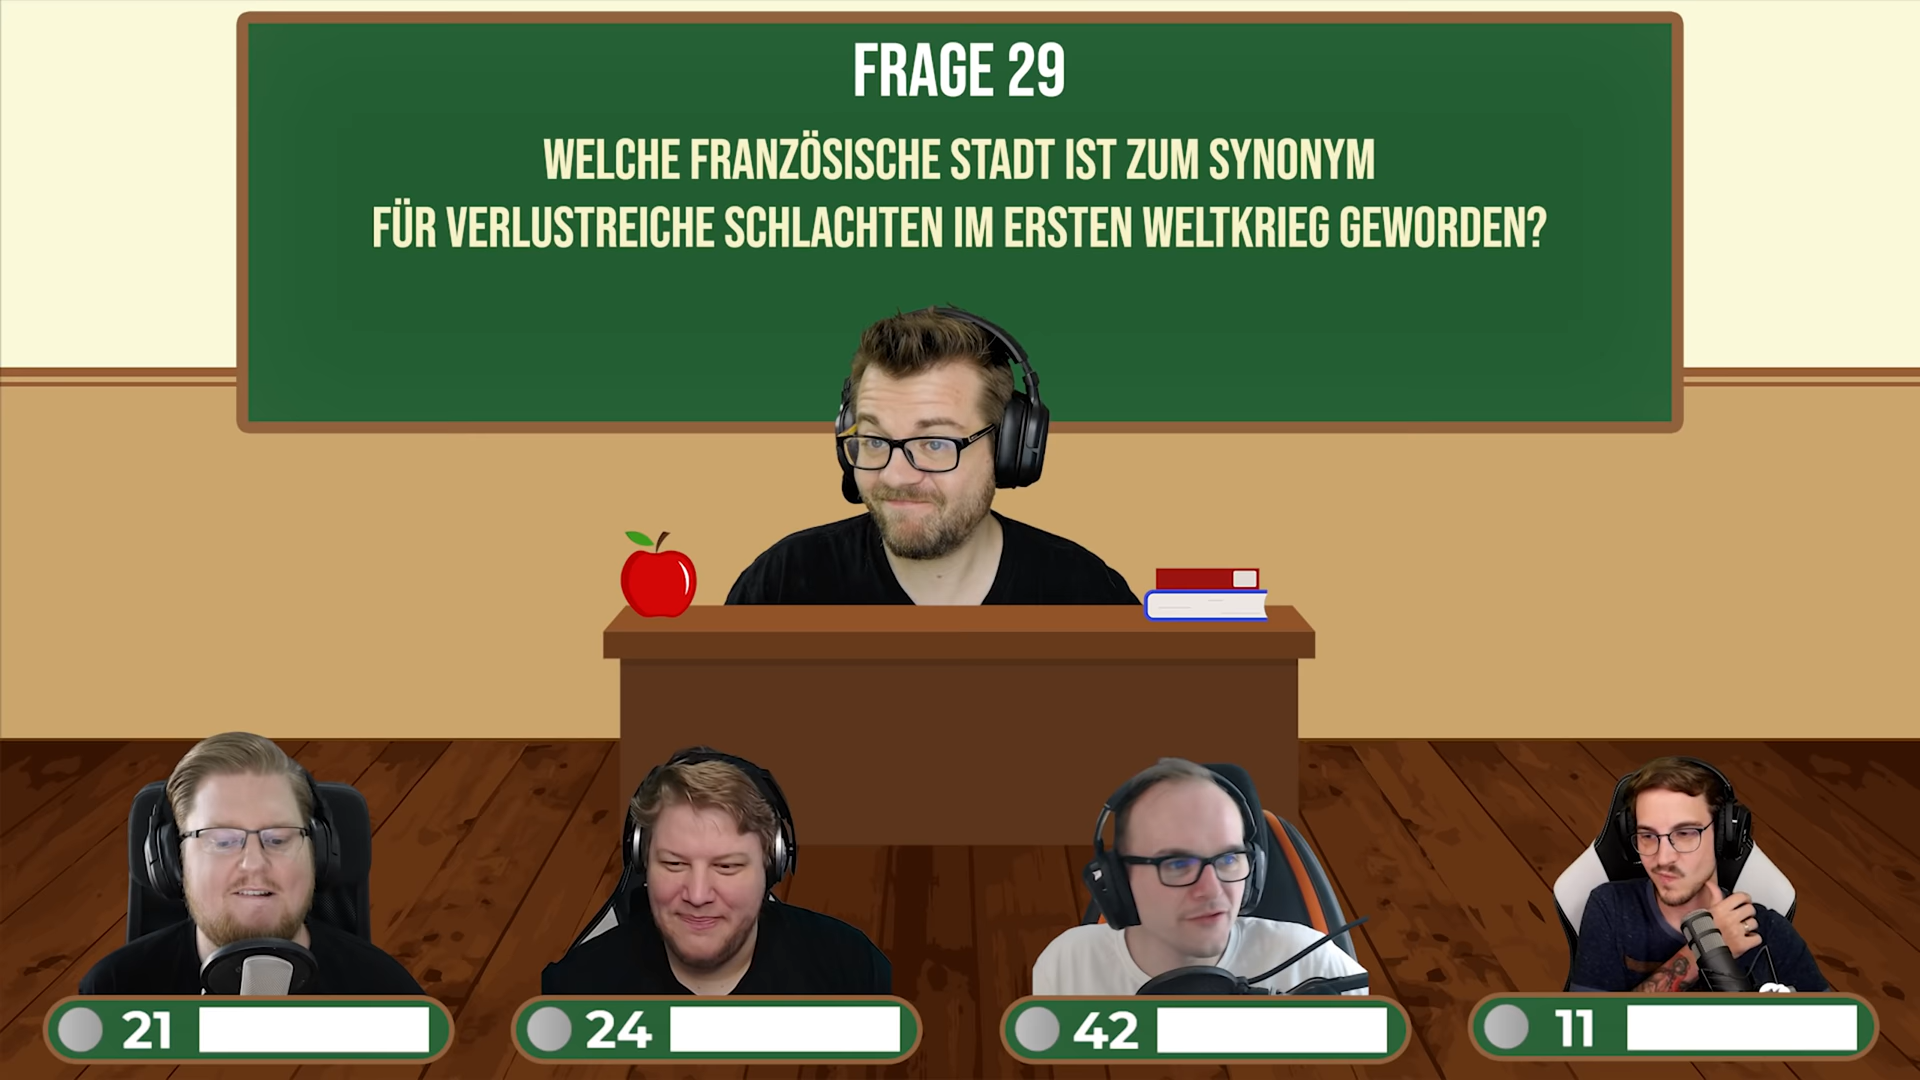 FRAGE 29
WELCHE FRANZÖSISCHE STADT IST ZUM SYNONYM
FÜR VERLUSTREICHE SCHLACHTEN IM ERSTEN WELTKRIEG GEWORDEN?
21
24
42
11